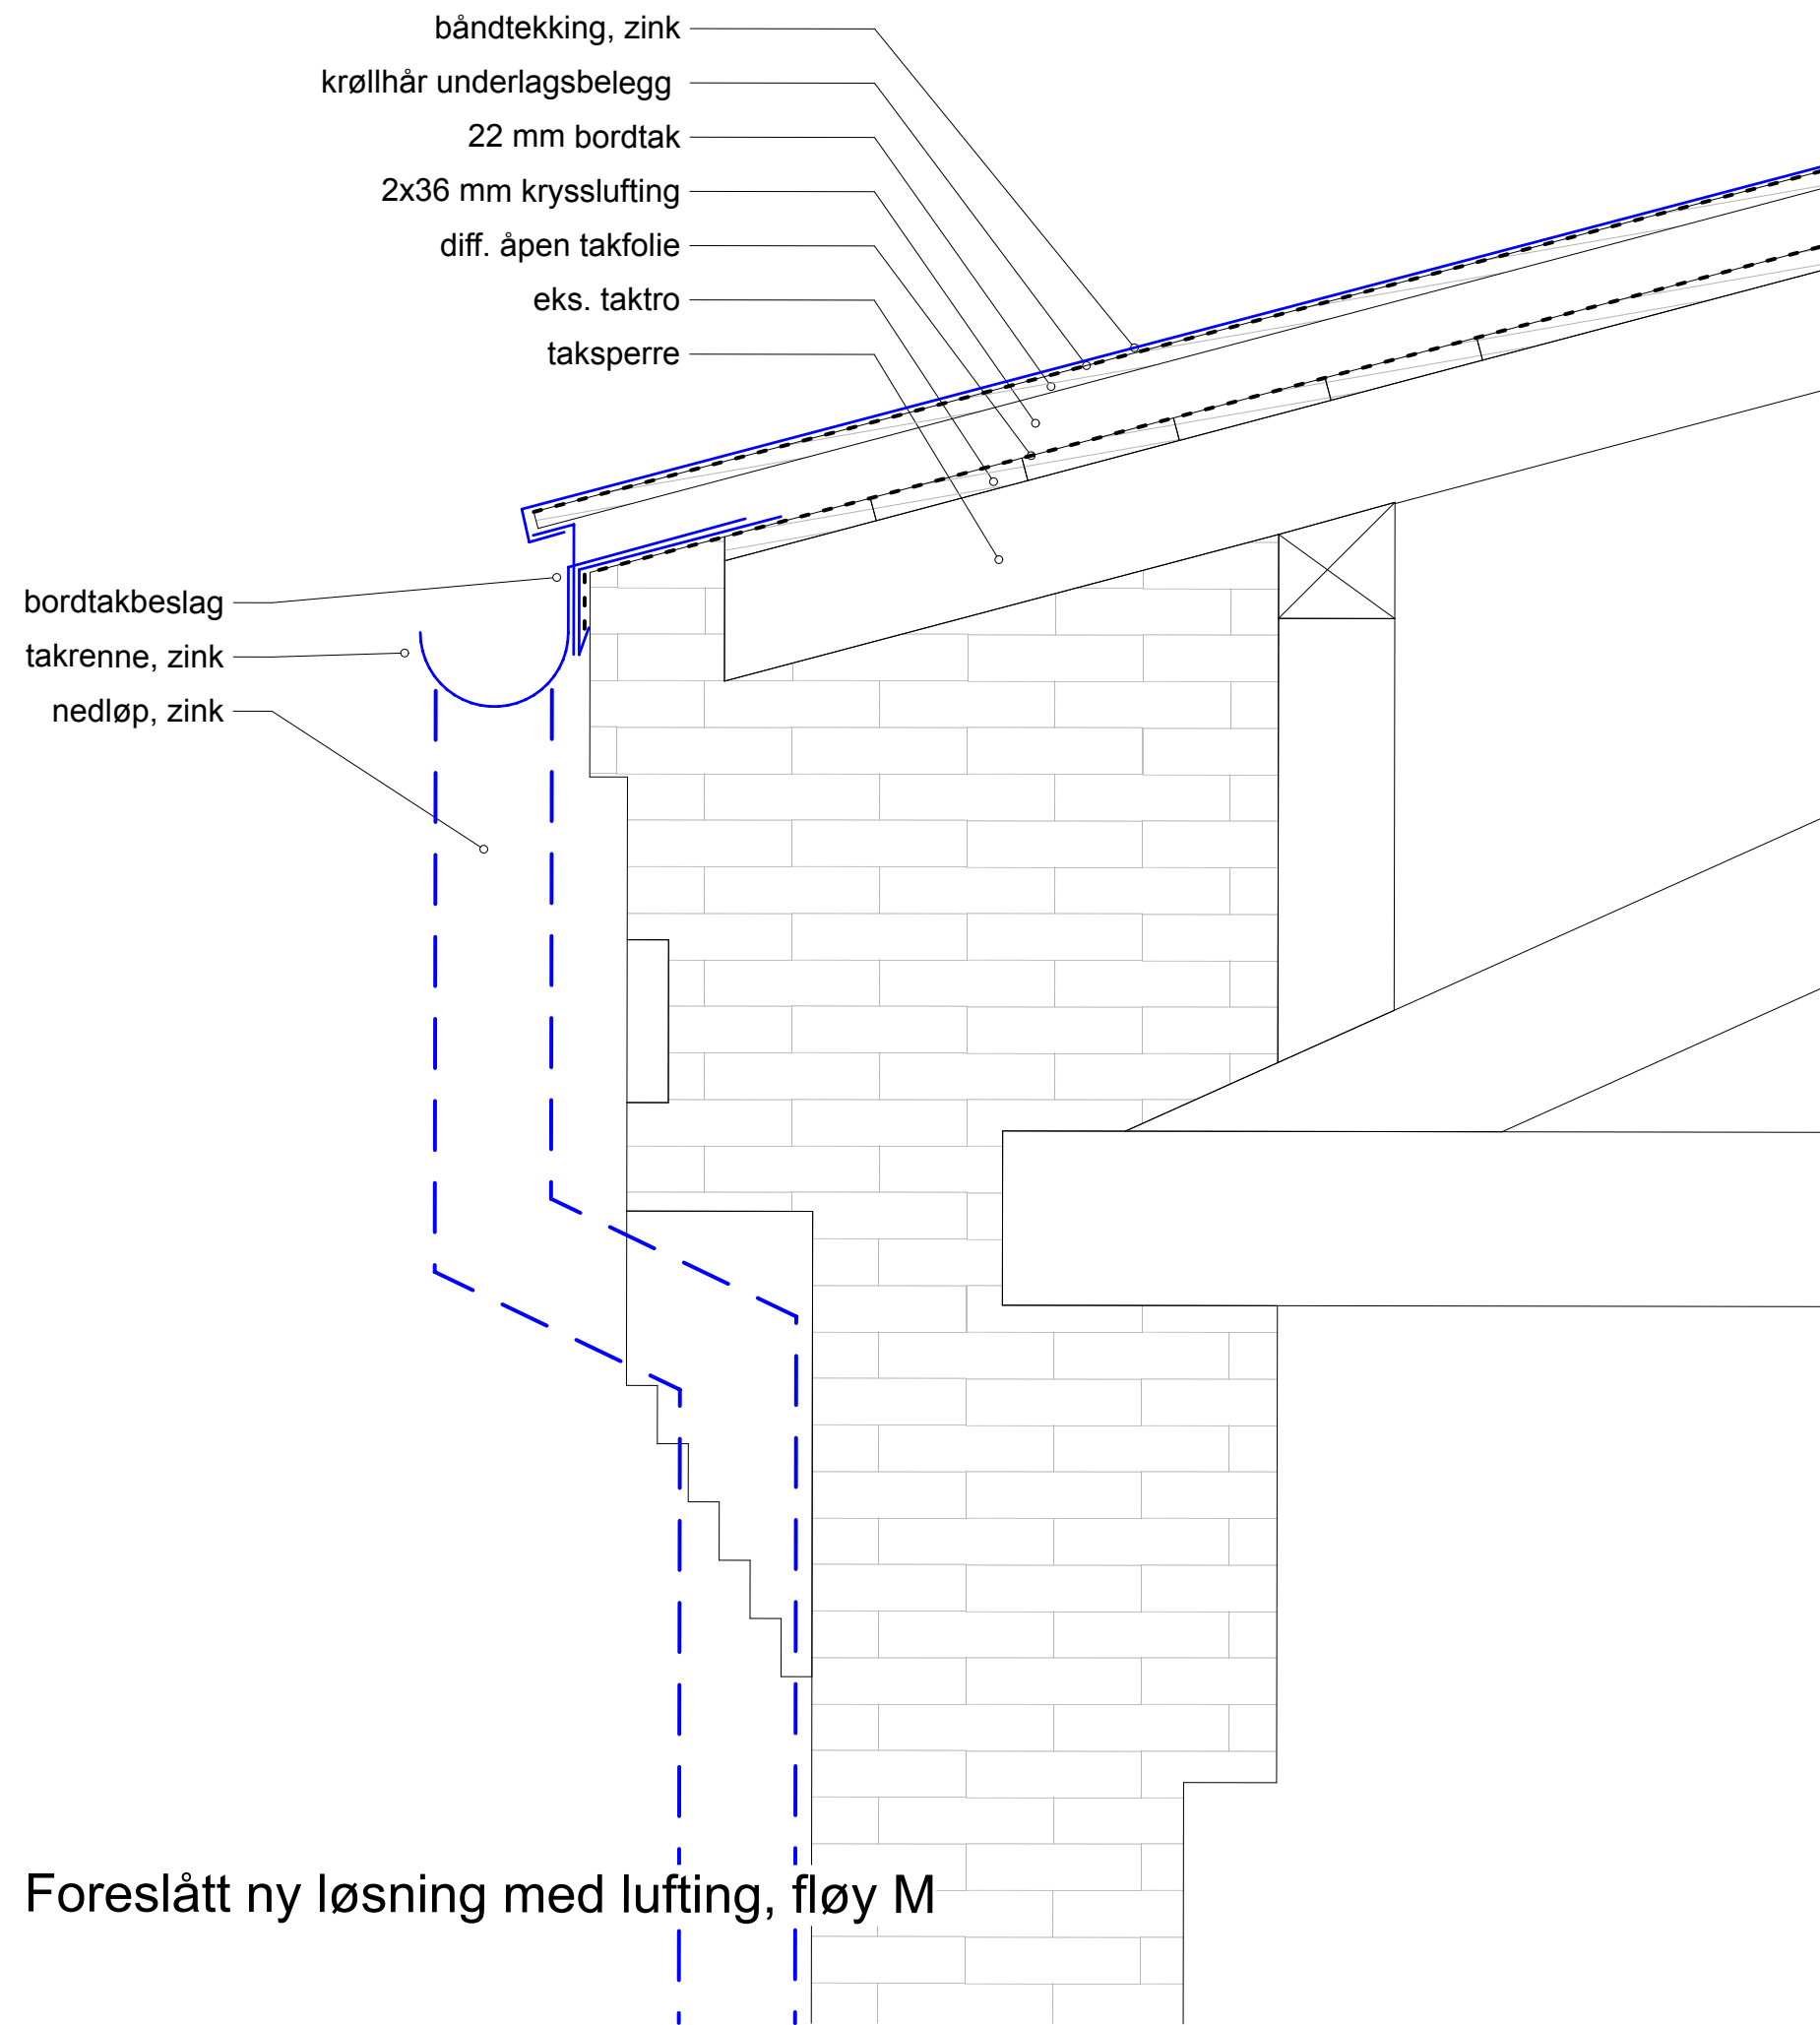 båndtekking, zink
krøllhår underlagsbelegg
22 mm bordtak
2x36 mm kryssluftning
diff. åpen takfolie
eks. taktro
taksperre
bordtakbeslag
takrenne, zink
nedløp, zink
Foreslått ny løsning med lufting, fløy M